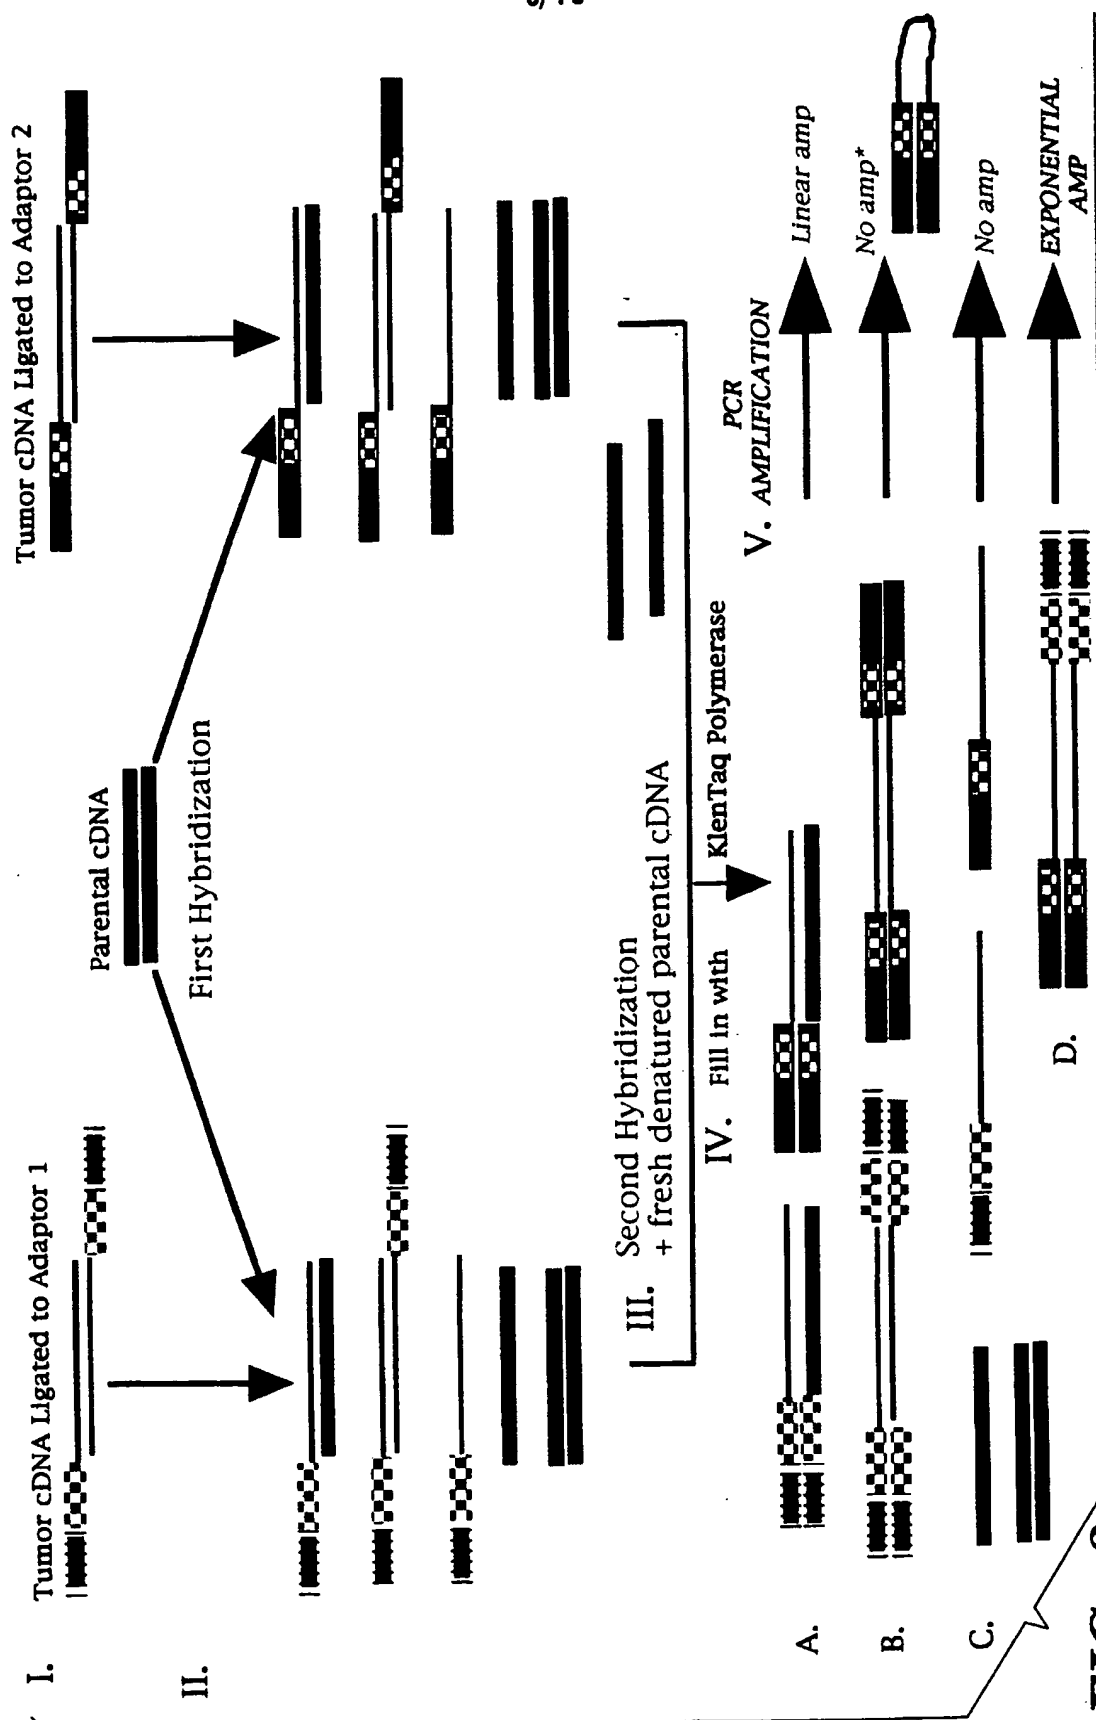 I.
Tumor cDNA Ligated to Adaptor 1
Tumor cDNA Ligated to Adaptor 2
Parental cDNA
II.
First Hybridization
III. Second Hybridization
+ fresh denatured parental cDNA
IV. Fill in with KlenTaq Polymerase
V. PCR
AMPLIFICATION
A.
Linear amp
B.
No amp*
C.
No amp
D.
EXPONENTIAL
AMP